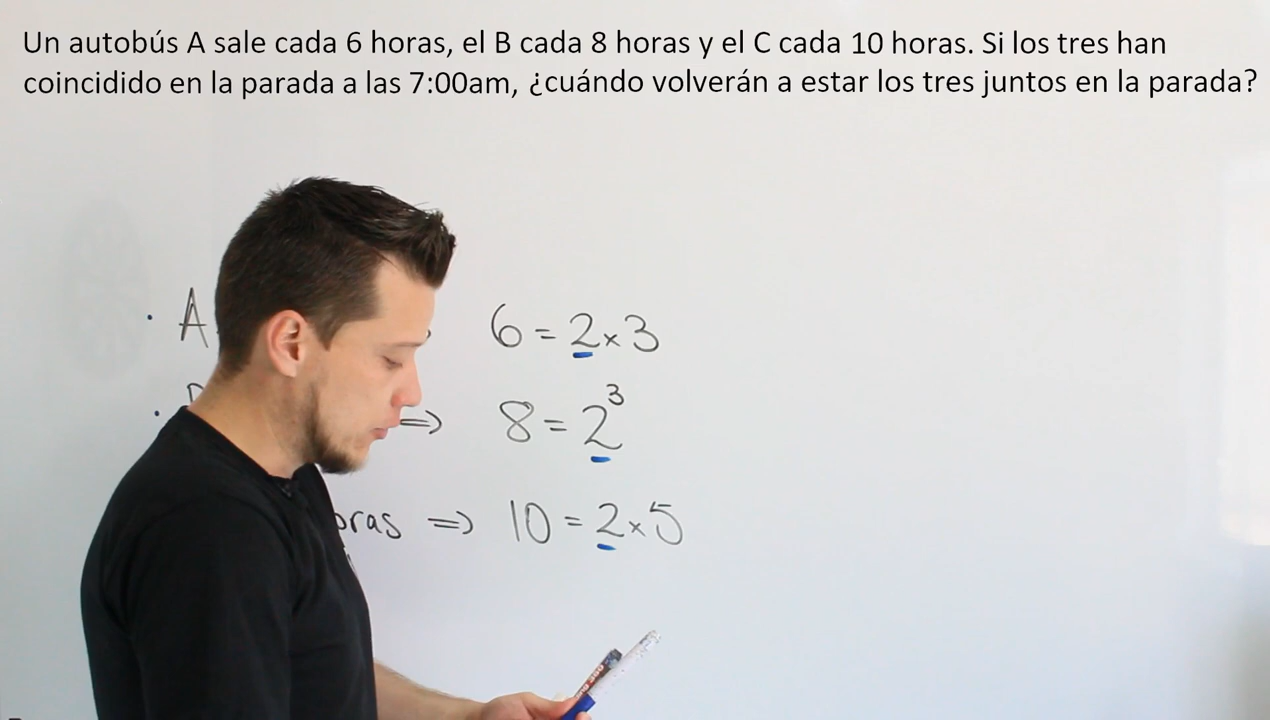 Un autobús A sale cada 6 horas, el B cada 8 horas y el C cada 10 horas. Si los tres han
coincidido en la parada a las 7:00am, ¿cuándo volverán a estar los tres juntos en la parada?
· A 6 = 2 × 3
· ⇒ 8 = 2³
⇒ 10 = 2 × 5